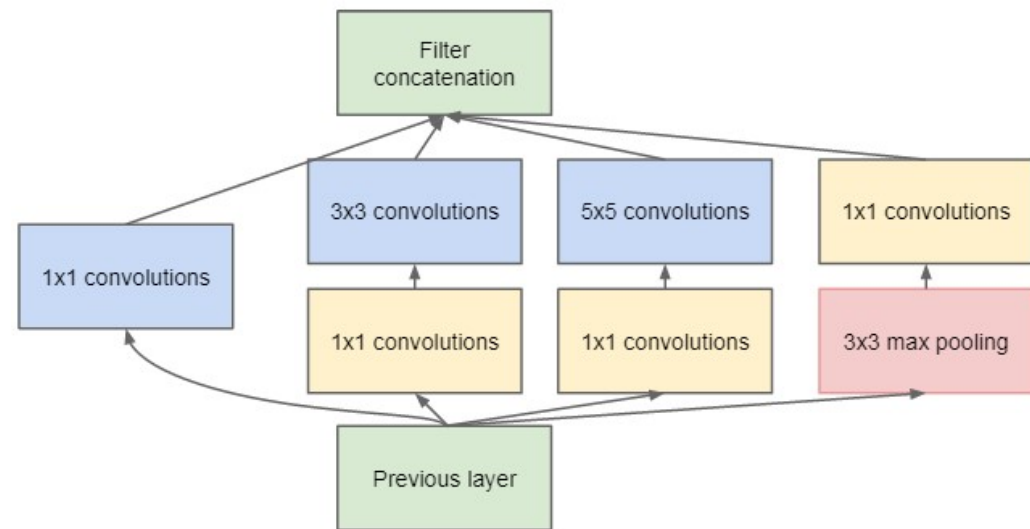 Filter
concatenation
3x3 convolutions
5x5 convolutions
1x1 convolutions
1x1 convolutions
1x1 convolutions
1x1 convolutions
3x3 max pooling
Previous layer